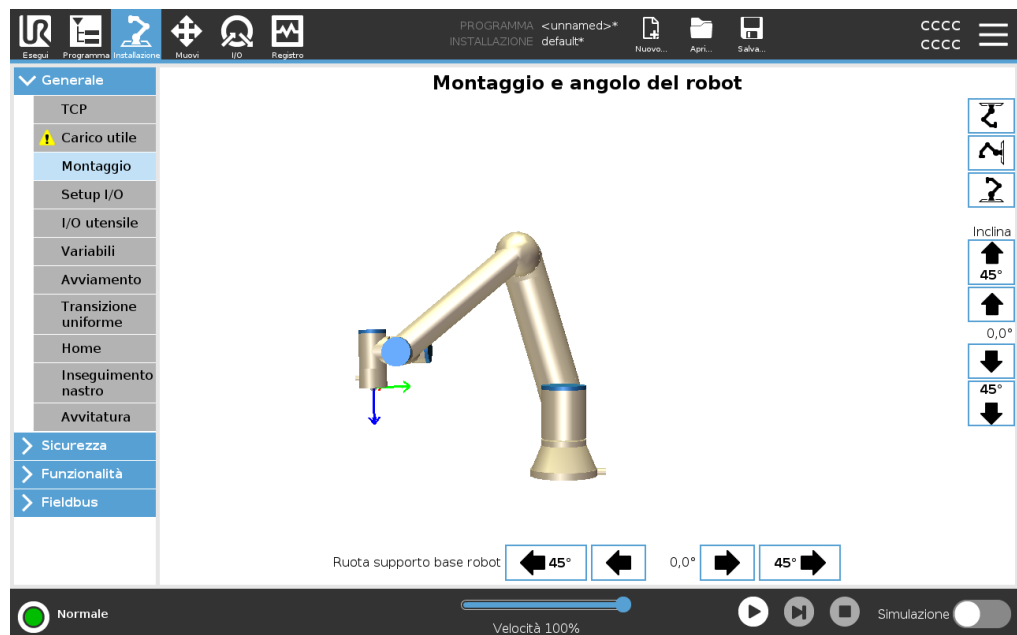 PROGRAMMA <unnamed>*
INSTALLAZIONE default*
Esegui
Programma
Installazione
Muovi
I/O
Registro
Nuovo...
Apri...
Salva...
CCCC
CCCC
Generale
TCP
Carico utile
Montaggio
Setup I/O
I/O utensile
Variabili
Avviamento
Transizione
uniforme
Home
Inseguimento
nastro
Avvitatura
Sicurezza
Funzionalità
Fieldbus
Montaggio e angolo del robot
Inclina
45°
0,0°
45°
Ruota supporto base robot
45°
0,0°
45°
Normale
Velocità 100%
Simulazione